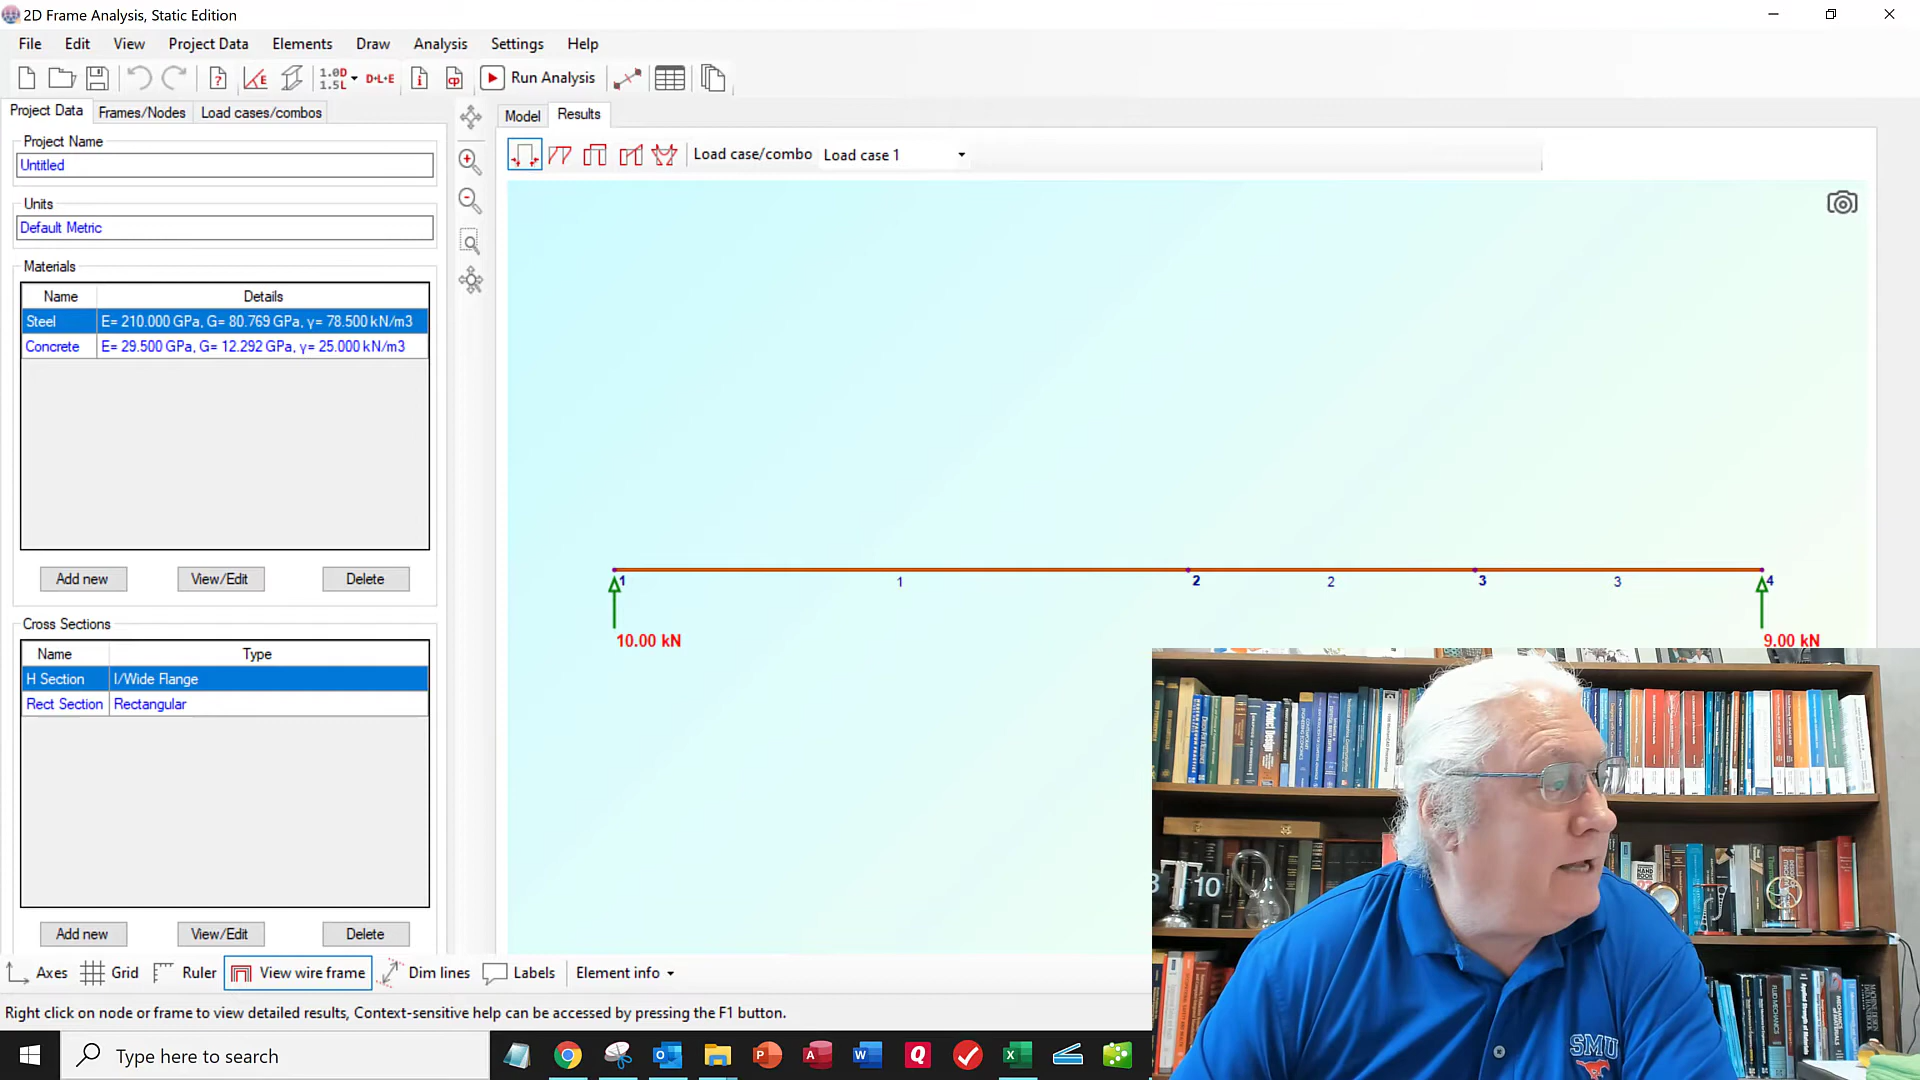 2D Frame Analysis, Static Edition
File Edit View Project Data Elements Draw Analysis Settings Help
1.0D
1.5L
D+L+E
Run Analysis
Project Data Frames/Nodes Load cases/combos
Model Results
Project Name
Untitled
Load case/combo Load case 1
Units
Default Metric
Materials
Name Details
Steel E= 210.000 GPa, G= 80.769 GPa, γ= 78.500 kN/m3
Concrete E= 29.500 GPa, G= 12.292 GPa, γ= 25.000 kN/m3
Add new View/Edit Delete
1 1 2 2 3 3 4
10.00 kN 9.00 kN
Cross Sections
Name Type
H Section I/Wide Flange
Rect Section Rectangular
Add new View/Edit Delete
Product Design
10
Axes Grid Ruler View wire frame Dim lines Labels Element info
Right click on node or frame to view detailed results, Context-sensitive help can be accessed by pressing the F1 button.
Type here to search
SMU